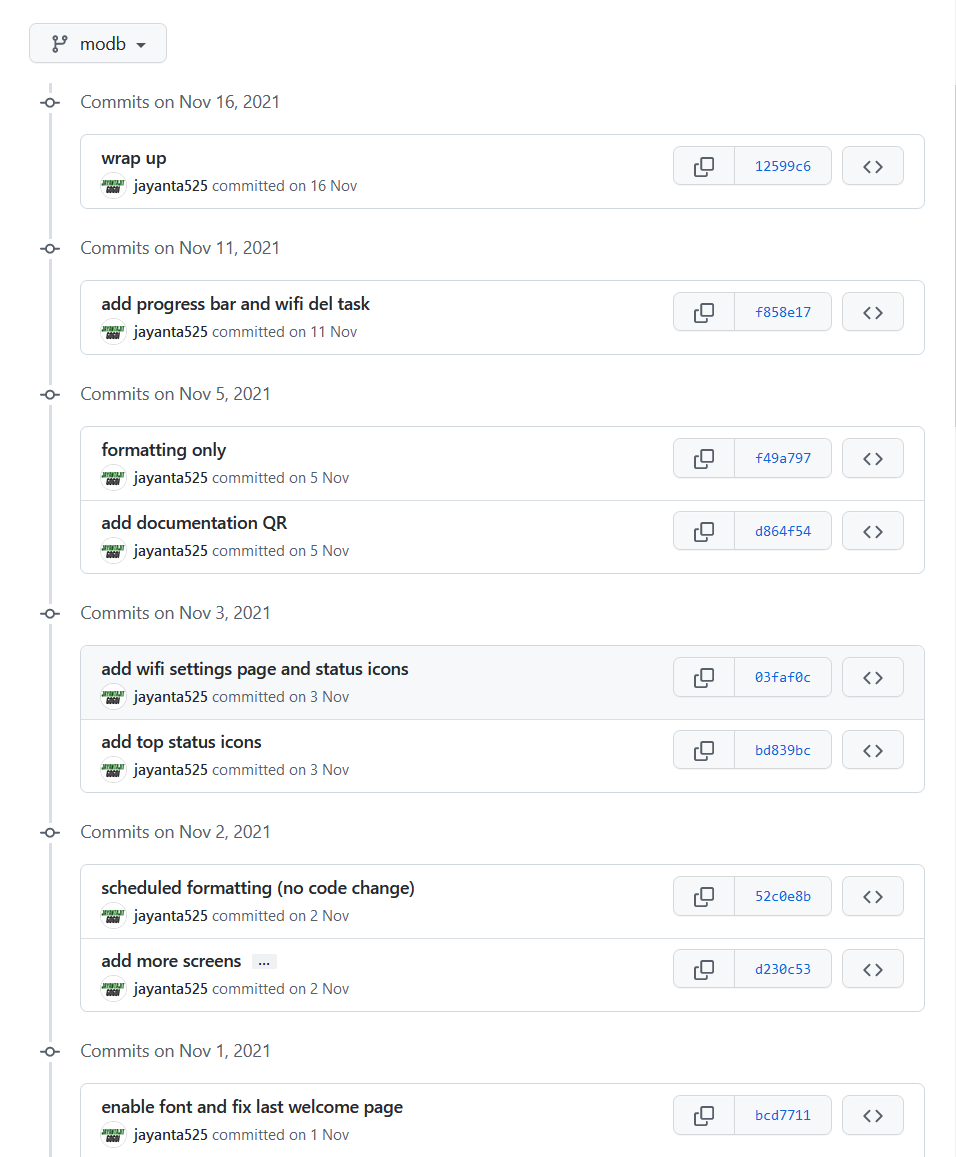 modb
Commits on Nov 16, 2021
wrap up
12599c6
jayanta525 committed on 16 Nov
Commits on Nov 11, 2021
add progress bar and wifi del task
f858e17
jayanta525 committed on 11 Nov
Commits on Nov 5, 2021
formatting only
f49a797
jayanta525 committed on 5 Nov
add documentation QR
d864f54
jayanta525 committed on 5 Nov
Commits on Nov 3, 2021
add wifi settings page and status icons
03faf0c
jayanta525 committed on 3 Nov
add top status icons
bd839bc
jayanta525 committed on 3 Nov
Commits on Nov 2, 2021
scheduled formatting (no code change)
52c0e8b
jayanta525 committed on 2 Nov
add more screens ...
d230c53
jayanta525 committed on 2 Nov
Commits on Nov 1, 2021
enable font and fix last welcome page
bcd7711
jayanta525 committed on 1 Nov